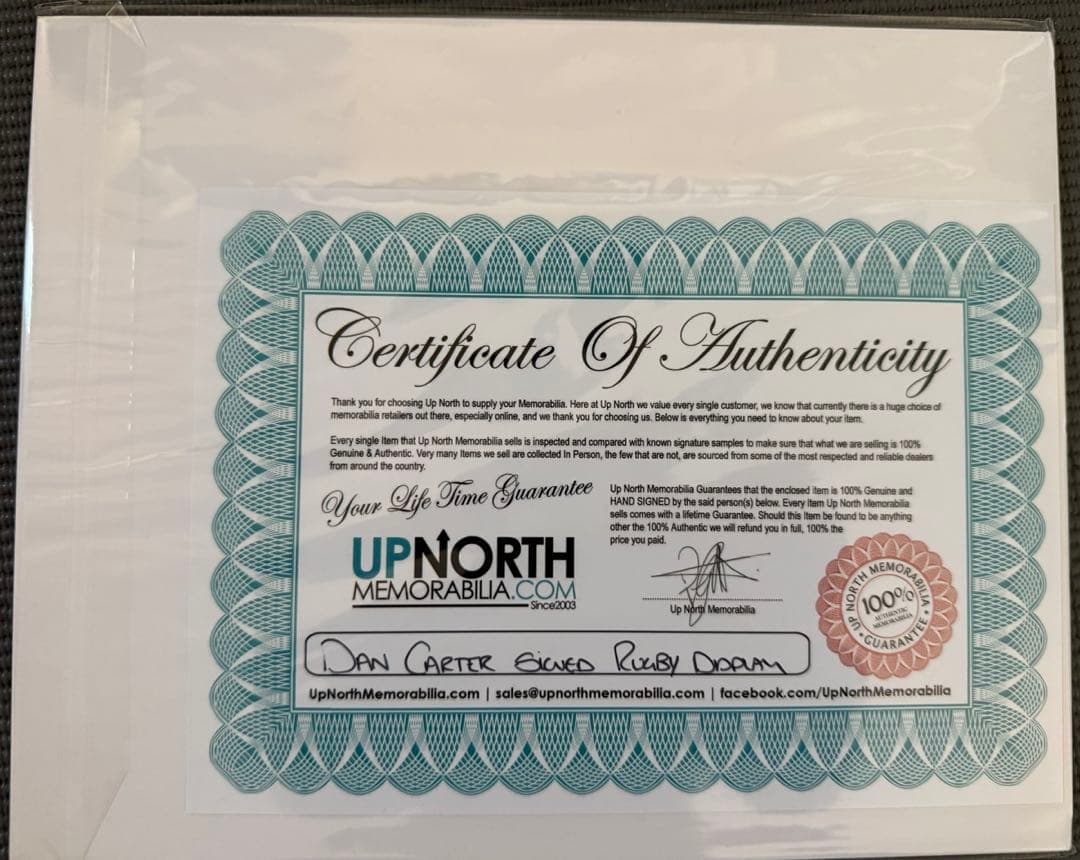 Certificate Of Authenticity
Thank you for choosing Up North to supply your Memorabilia. Here at Up North we value every single customer, we know that currently there is a huge choice of
memorabilia retailers out there, especially online, and we thank you for choosing us. Below is everything you need to know about your item.
Every single Item that Up North Memorabilia sells is inspected and compared with known signature samples to make sure that what we are selling is 100%
Genuine & Authentic. Very many Items we sell are collected In Person, the few that are not, are sourced from some of the most respected and reliable dealers
from around the country.
Your Life Time Guarantee
Up North Memorabilia Guarantees that the enclosed item is 100% Genuine and
HAND SIGNED by the said person(s) below. Every Item Up North Memorabilia
sells comes with a lifetime Guarantee. Should this Item be found to be anything
other the 100% Authentic we will refund you in full, 100% the
price you paid.
UPNORTH
MEMORABILIA.COM
Since2003
Up North Memorabilia
UP NORTH MEMORABILIA
100%
AUTHENTIC
MEMORABILIA
• GUARANTEE •
DAN CARTER SIGNED RUGBY DISPLAY
UpNorthMemorabilia.com | sales@upnorthmemorabilia.com | facebook.com/UpNorthMemorabilia